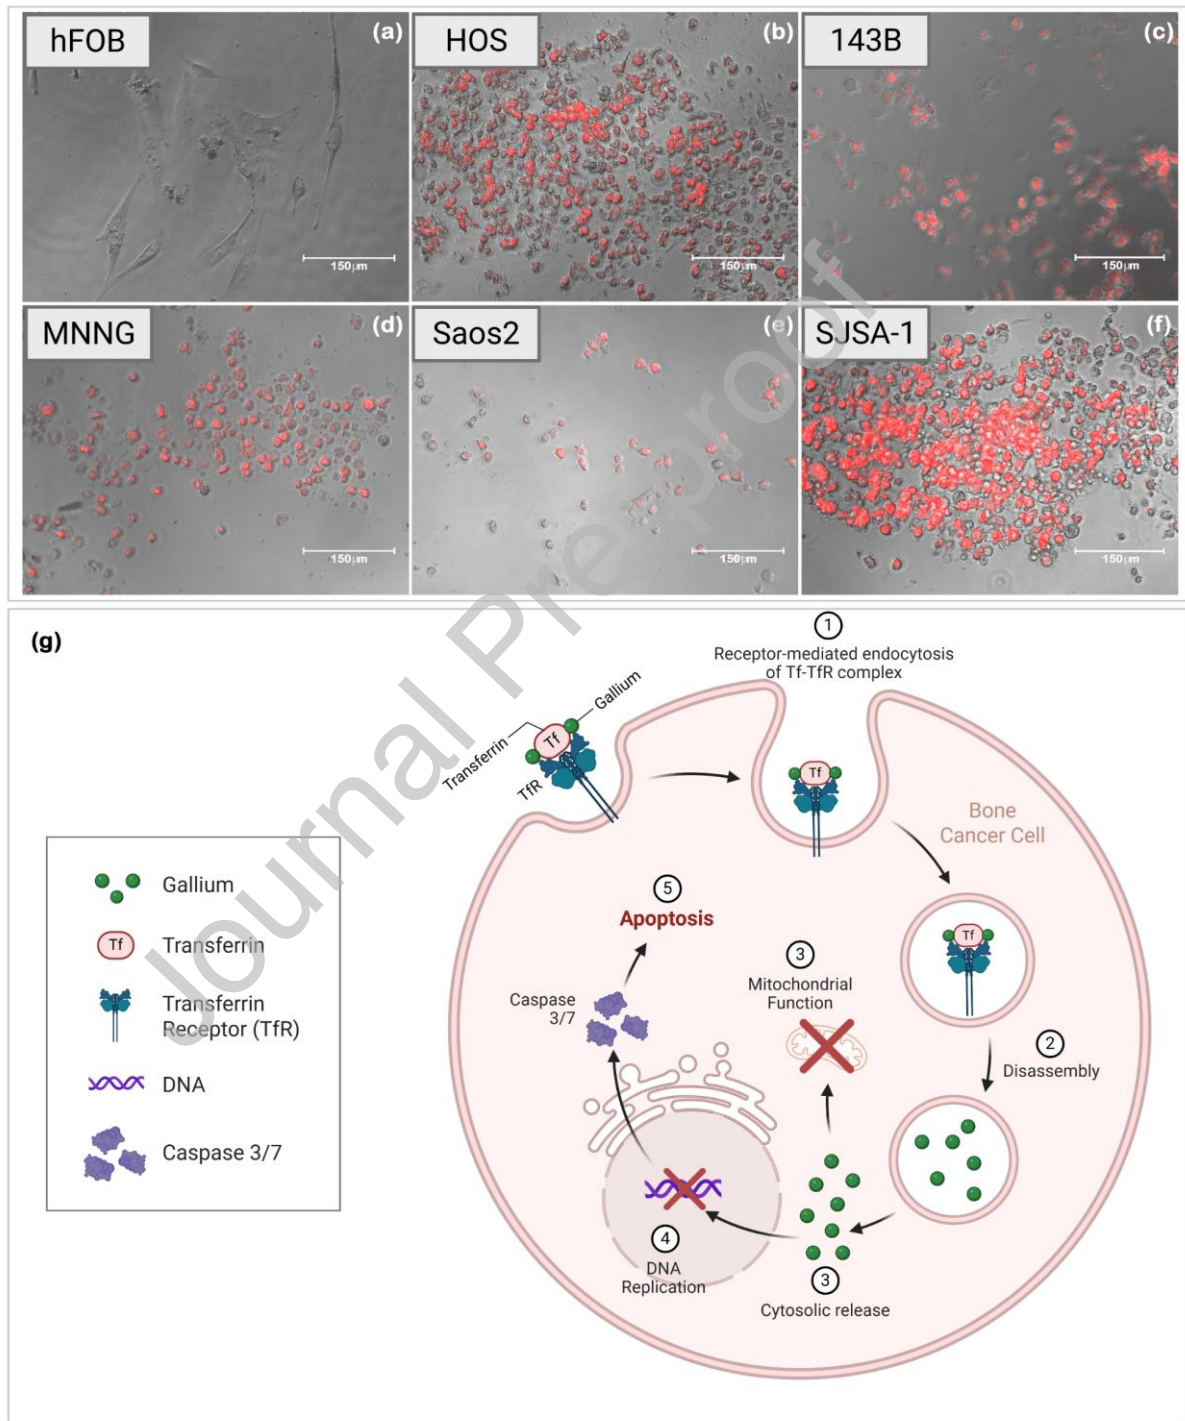 hFOB
(a)
150µm
HOS
(b)
150µm
143B
(c)
150µm
MNNG
(d)
150µm
Saos2
(e)
150µm
SJSA-1
(f)
150µm
Journal Pre-proof
(g)
1
Receptor-mediated endocytosis
of Tf-TfR complex
Gallium
Transferrin
Tf
TfR
Tf
Bone
Cancer Cell
Tf
2
Disassembly
3
Mitochondrial
Function
5
Apoptosis
Caspase
3/7
4
DNA
Replication
3
Cytosolic release
Gallium
Tf
Transferrin
Transferrin
Receptor (TfR)
DNA
Caspase 3/7